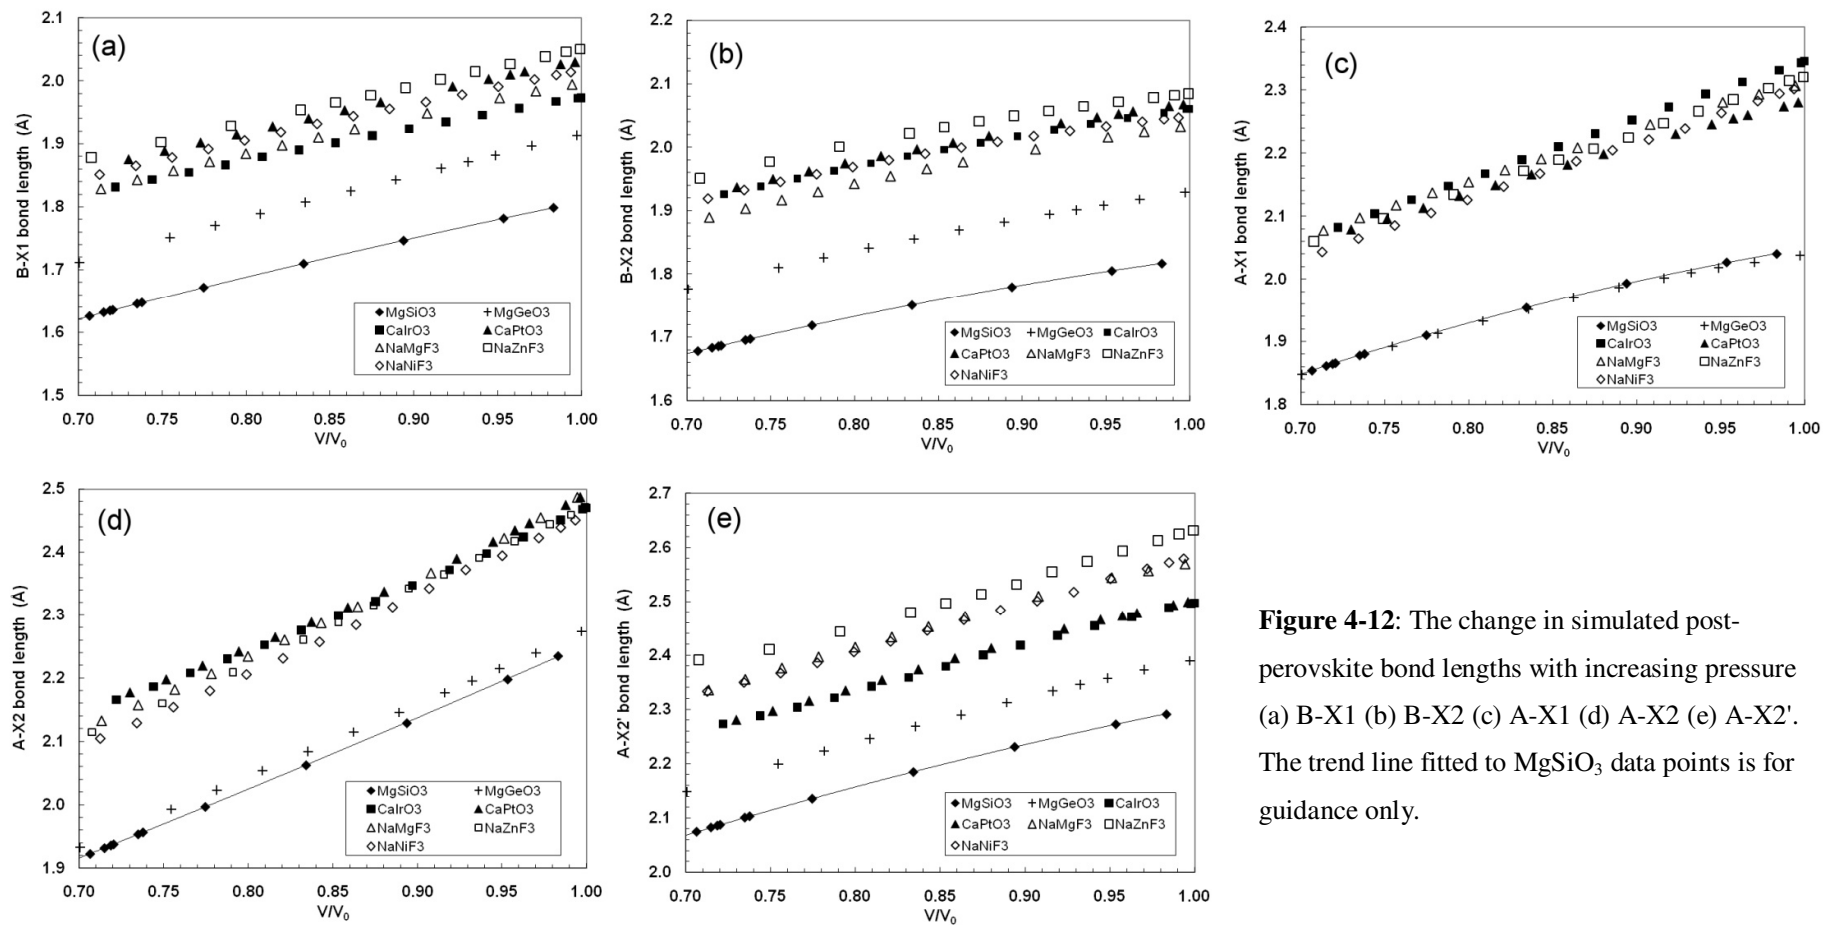 (a)
2.1
2.0
1.9
1.8
1.7
1.6
1.5
B-X1 bond length (Å)
0.70 0.75 0.80 0.85 0.90 0.95 1.00
V/V₀
MgSiO3 MgGeO3
CaIrO3 CaPtO3
NaMgF3 NaZnF3
NaNiF3
(b)
2.2
2.1
2.0
1.9
1.8
1.7
1.6
B-X2 bond length (Å)
0.70 0.75 0.80 0.85 0.90 0.95 1.00
V/V₀
MgSiO3 MgGeO3 CaIrO3
CaPtO3 NaMgF3 NaZnF3
NaNiF3
(c)
2.4
2.3
2.2
2.1
2.0
1.9
1.8
A-X1 bond length (Å)
0.70 0.75 0.80 0.85 0.90 0.95 1.00
V/V₀
MgSiO3 MgGeO3
CaIrO3 CaPtO3
NaMgF3 NaZnF3
NaNiF3
(d)
2.5
2.4
2.3
2.2
2.1
2.0
1.9
A-X2 bond length (Å)
0.70 0.75 0.80 0.85 0.90 0.95 1.00
V/V₀
MgSiO3 MgGeO3
CaIrO3 CaPtO3
NaMgF3 NaZnF3
NaNiF3
(e)
2.7
2.6
2.5
2.4
2.3
2.2
2.1
2.0
A-X2' bond length (Å)
0.70 0.75 0.80 0.85 0.90 0.95 1.00
V/V₀
MgSiO3 MgGeO3 CaIrO3
CaPtO3 NaMgF3 NaZnF3
NaNiF3
Figure 4-12: The change in simulated post-
perovskite bond lengths with increasing pressure
(a) B-X1 (b) B-X2 (c) A-X1 (d) A-X2 (e) A-X2'.
The trend line fitted to MgSiO₃ data points is for
guidance only.